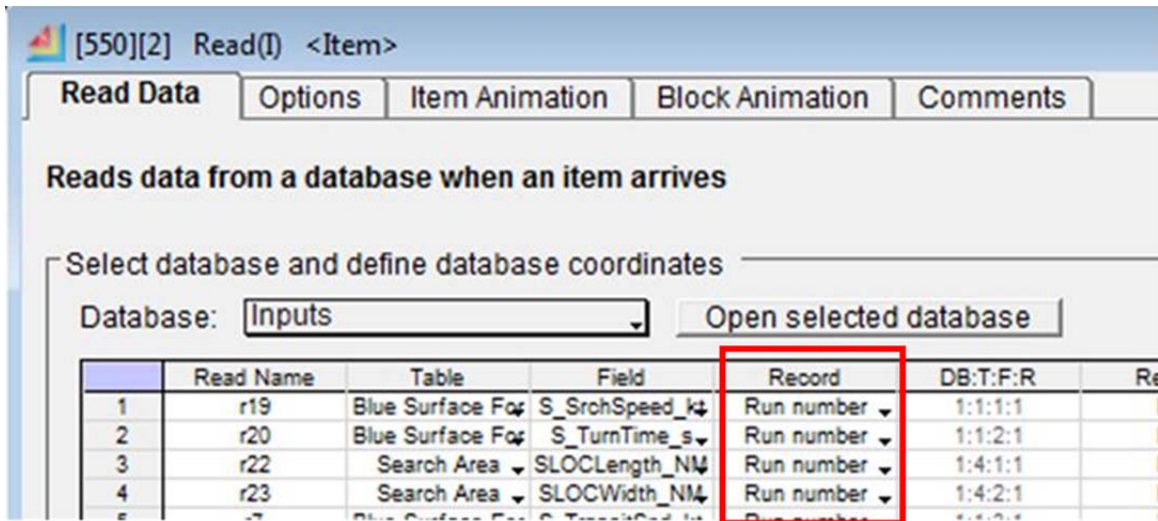 [550][2] Read(I) <Item>
Read Data Options Item Animation Block Animation Comments
Reads data from a database when an item arrives
Select database and define database coordinates
Database: Inputs Open selected database
Read Name Table Field Record DB:T:F:R Re
1 r19 Blue Surface For S_SrchSpeed_kt Run number 1:1:1:1
2 r20 Blue Surface For S_TurnTime_s Run number 1:1:2:1
3 r22 Search Area SLOCLength_NM Run number 1:4:1:1
4 r23 Search Area SLOCWidth_NM Run number 1:4:2:1